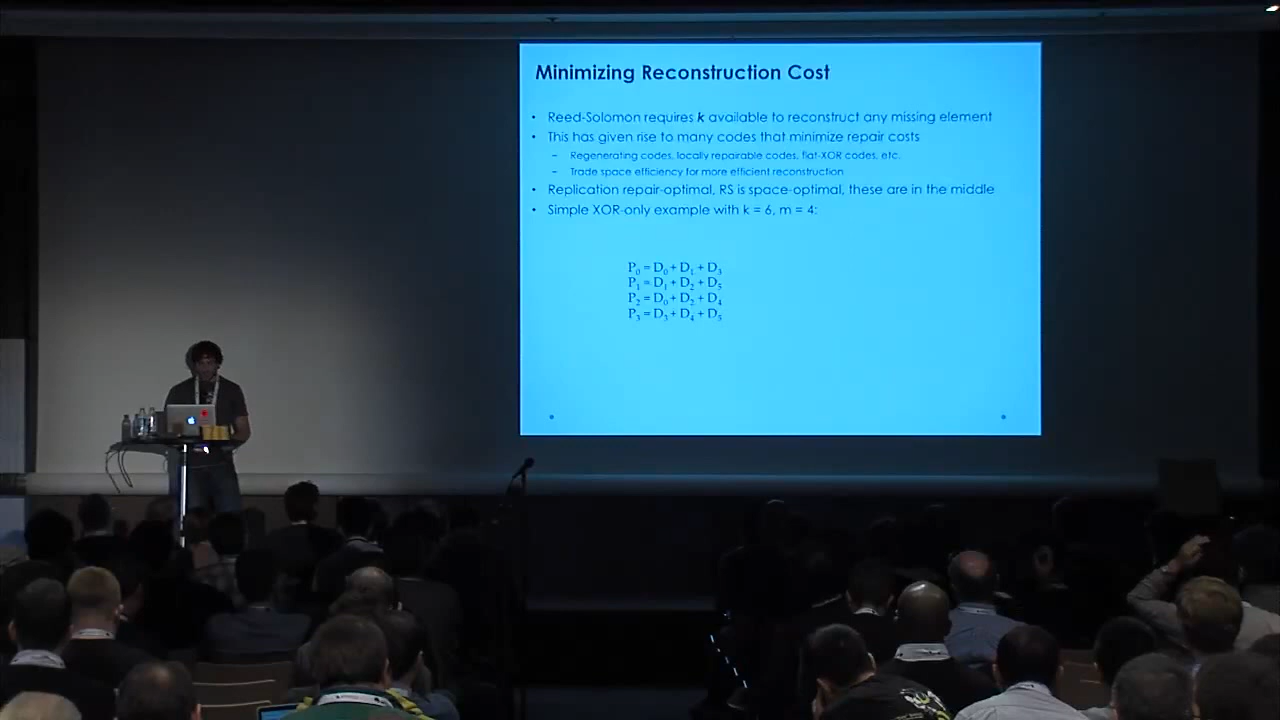 Minimizing Reconstruction Cost
• Reed-Solomon requires k available to reconstruct any missing element
• This has given rise to many codes that minimize repair costs
– Regenerating codes, locally repairable codes, flat-XOR codes, etc.
– Trade space efficiency for more efficient reconstruction
• Replication repair-optimal, RS is space-optimal, these are in the middle
• Simple XOR-only example with k = 6, m = 4:
P₀ = D₀ + D₁ + D₃
P₁ = D₁ + D₂ + D₅
P₂ = D₀ + D₂ + D₄
P₃ = D₃ + D₄ + D₅